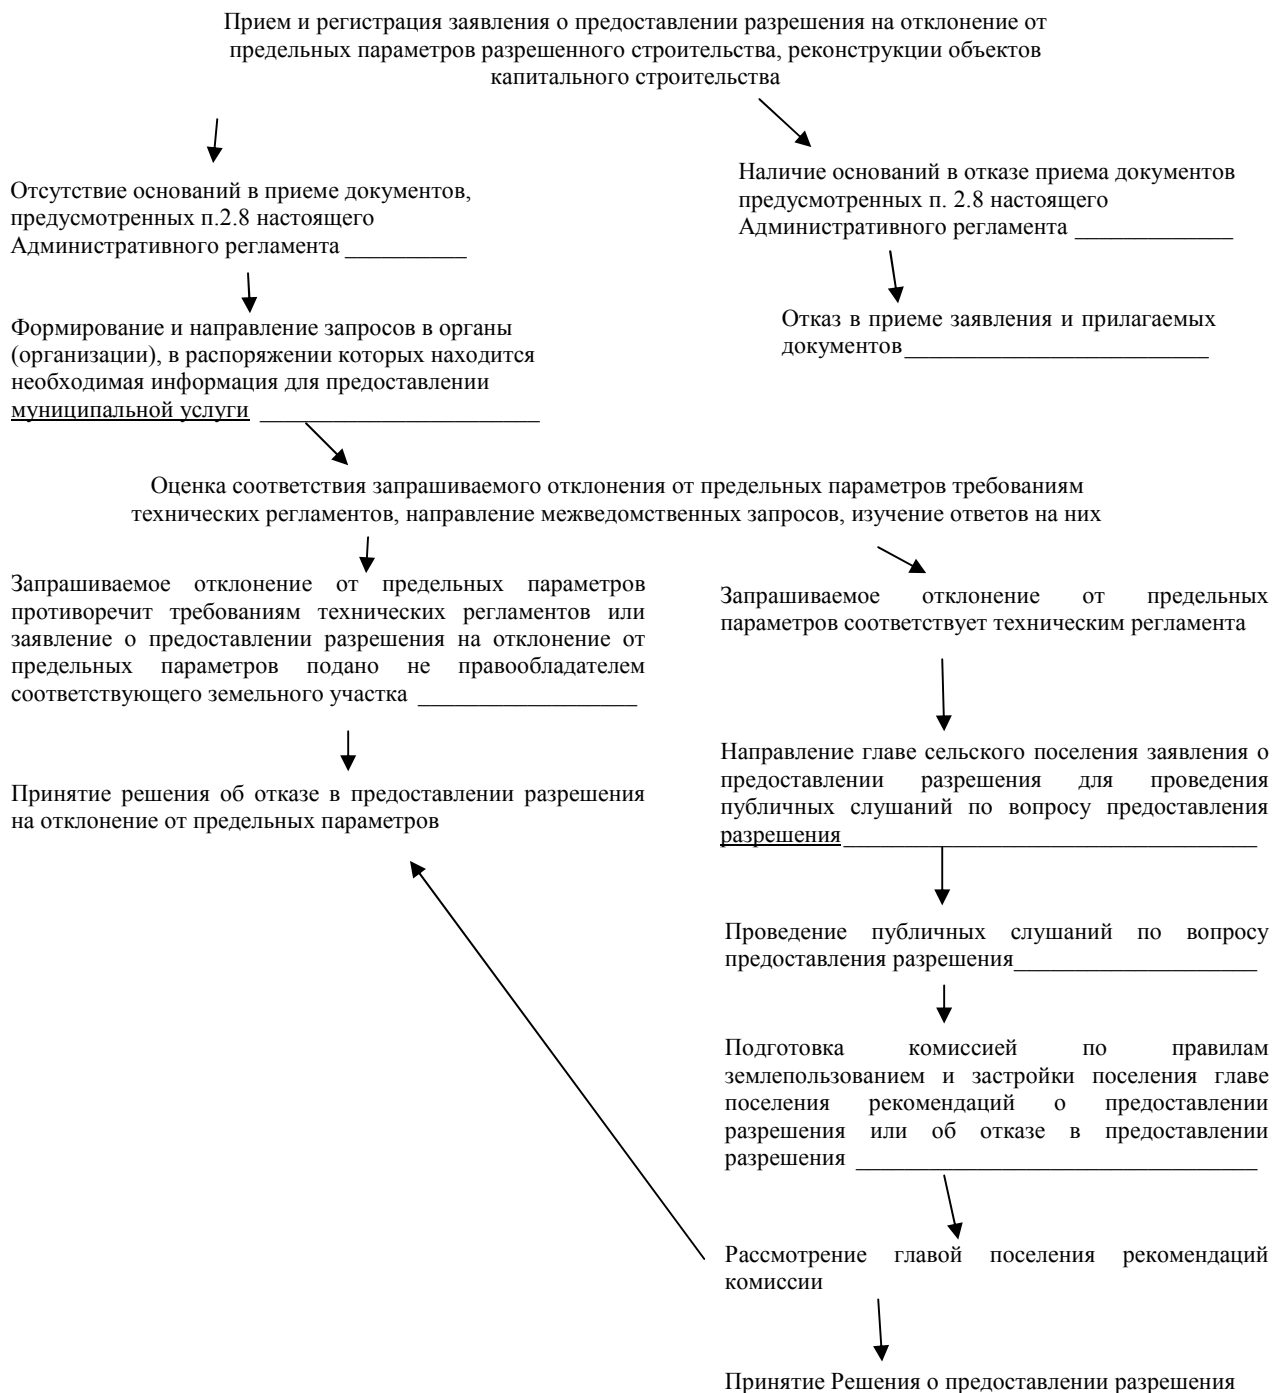 Прием и регистрация заявления о предоставлении разрешения на отклонение от
предельных параметров разрешенного строительства, реконструкции объектов
капитального строительства
Отсутствие оснований в приеме документов,
предусмотренных п.2.8 настоящего
Административного регламента __________
Наличие оснований в отказе приема документов
предусмотренных п. 2.8 настоящего
Административного регламента _____________
Формирование и направление запросов в органы
(организации), в распоряжении которых находится
необходимая информация для предоставлении
муниципальной услуги _______________________
Отказ в приеме заявления и прилагаемых
документов_________________________
Оценка соответствия запрашиваемого отклонения от предельных параметров требованиям
технических регламентов, направление межведомственных запросов, изучение ответов на них
Запрашиваемое отклонение от предельных параметров
противоречит требованиям технических регламентов или
заявление о предоставлении разрешения на отклонение от
предельных параметров подано не правообладателем
соответствующего земельного участка __________________
Принятие решения об отказе в предоставлении разрешения
на отклонение от предельных параметров
Запрашиваемое отклонение от предельных
параметров соответствует техническим регламента
Направление главе сельского поселения заявления о
предоставлении разрешения для проведения
публичных слушаний по вопросу предоставления
разрешения__________________________________
Проведение публичных слушаний по вопросу
предоставления разрешения____________________
Подготовка комиссией по правилам
землепользованием и застройки поселения главе
поселения рекомендаций о предоставлении
разрешения или об отказе в предоставлении
разрешения _________________________________
Рассмотрение главой поселения рекомендаций
комиссии
Принятие Решения о предоставлении разрешения